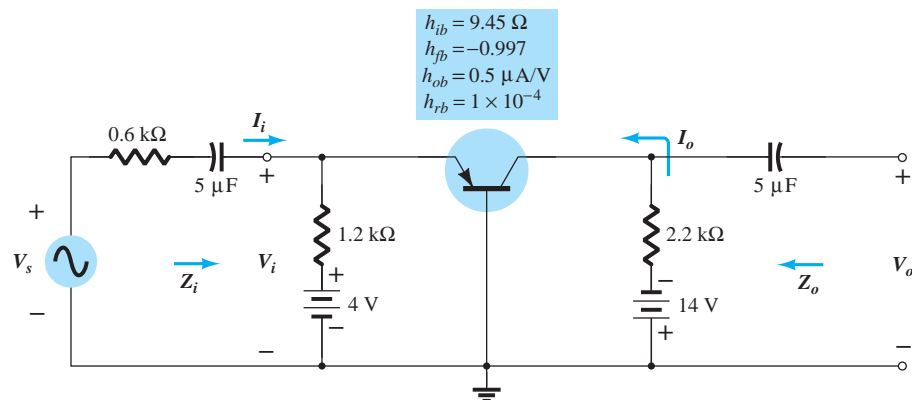 h_ib = 9.45 Ω
h_fb = −0.997
h_ob = 0.5 μA/V
h_rb = 1 × 10⁻⁴
I_i
0.6 kΩ
I_o
+
5 μF
+
5 μF
+
+
1.2 kΩ
2.2 kΩ
V_s
Z_i
V_i
+
−
Z_o
V_o
4 V
14 V
−
−
+
−
−